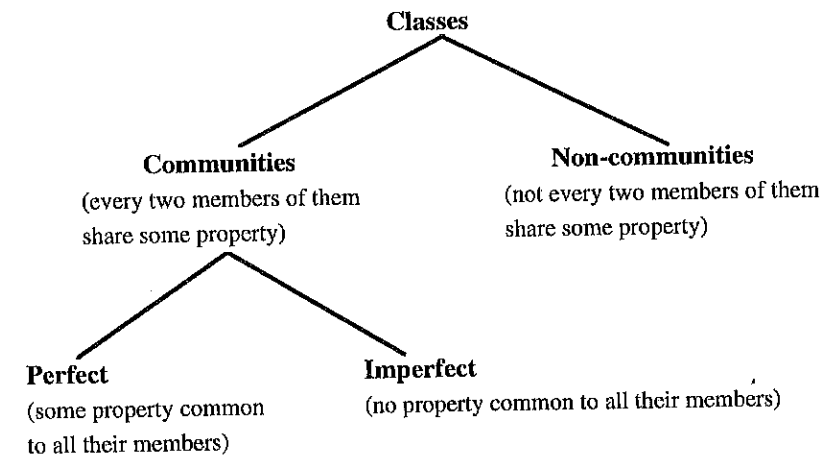 Classes
Communities
(every two members of them
share some property)
Non-communities
(not every two members of them
share some property)
Perfect
(some property common
to all their members)
Imperfect
(no property common to all their members)